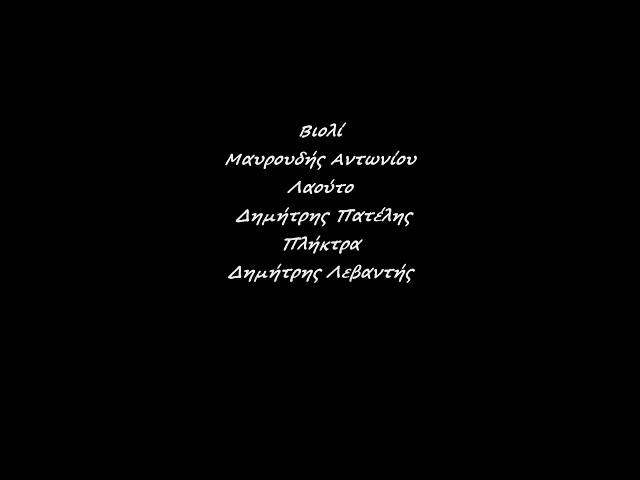 Βιολί
Μαυρουδής Αντωνίου
Λαούτο
Δημήτρης Πατέλης
Πλήκτρα
Δημήτρης Λεβαντής